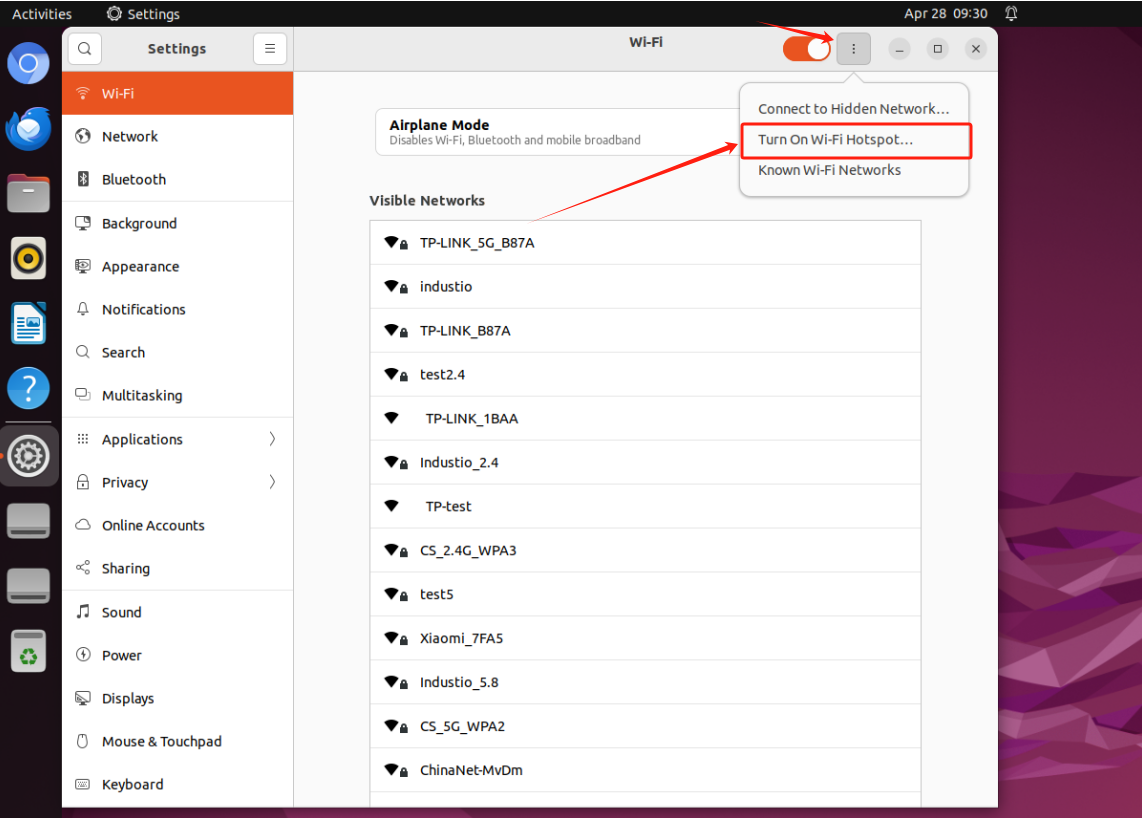 Activities
Settings
Apr 28 09:30
Settings
Wi-Fi
Wi-Fi
Network
Bluetooth
Background
Appearance
Notifications
Search
Multitasking
Applications
Privacy
Online Accounts
Sharing
Sound
Power
Displays
Mouse & Touchpad
Keyboard
Connect to Hidden Network...
Turn On Wi-Fi Hotspot...
Known Wi-Fi Networks
Airplane Mode
Disables Wi-Fi, Bluetooth and mobile broadband
Visible Networks
TP-LINK_5G_B87A
industio
TP-LINK_B87A
test2.4
TP-LINK_1BAA
Industio_2.4
TP-test
CS_2.4G_WPA3
test5
Xiaomi_7FA5
Industio_5.8
CS_5G_WPA2
ChinaNet-MvDm